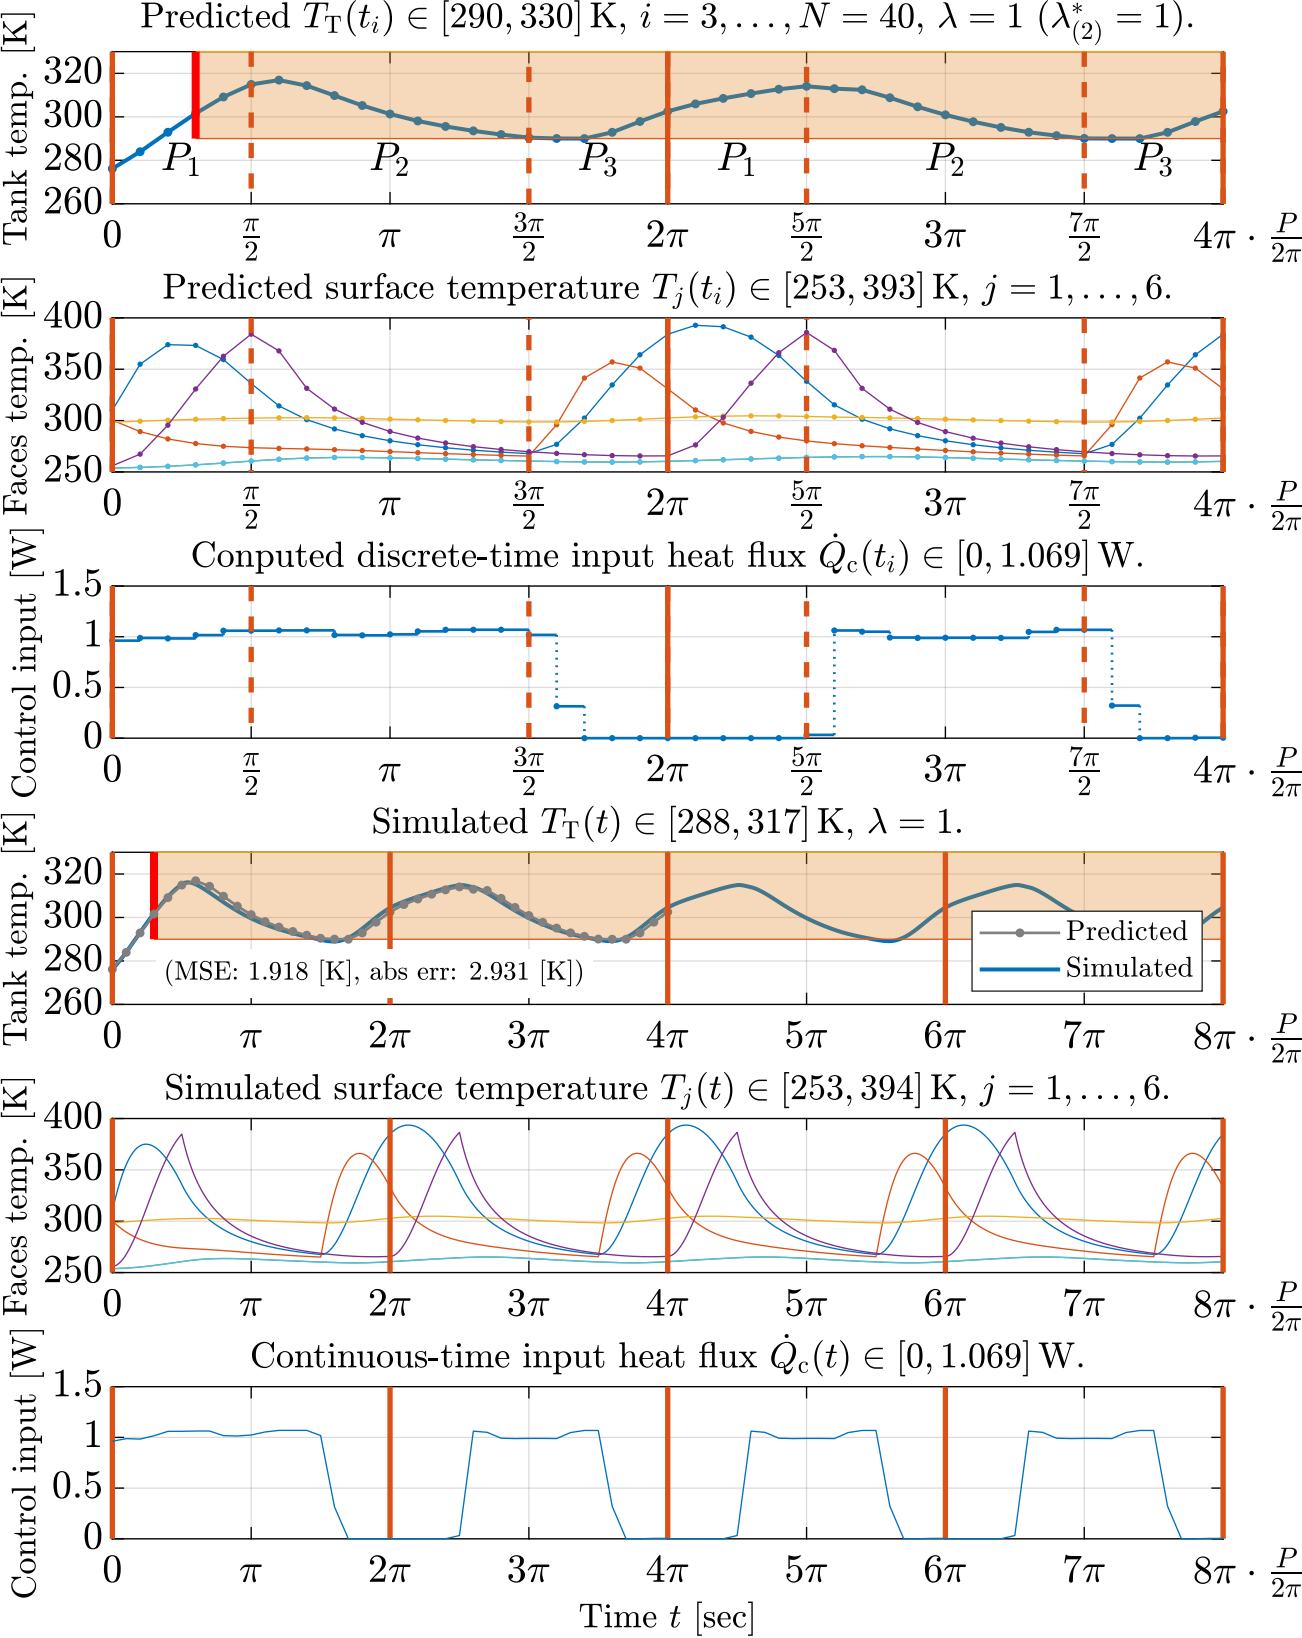 Predicted T_T(t_i) ∈ [290, 330] K, i = 3, . . . , N = 40, λ = 1 (λ*_(2) = 1).
Tank temp. [K]
320
300
280
260
P_1 P_2 P_3 P_1 P_2 P_3
0 π/2 π 3π/2 2π 5π/2 3π 7π/2 4π · P/2π
Predicted surface temperature T_j(t_i) ∈ [253, 393] K, j = 1, . . . , 6.
Faces temp. [K]
400
350
300
250
0 π/2 π 3π/2 2π 5π/2 3π 7π/2 4π · P/2π
Conputed discrete-time input heat flux Q̇_c(t_i) ∈ [0, 1.069] W.
Control input [W]
1.5
1
0.5
0
0 π/2 π 3π/2 2π 5π/2 3π 7π/2 4π · P/2π
Simulated T_T(t) ∈ [288, 317] K, λ = 1.
Tank temp. [K]
320
300
280
260
Predicted
Simulated
(MSE: 1.918 [K], abs err: 2.931 [K])
0 π 2π 3π 4π 5π 6π 7π 8π · P/2π
Simulated surface temperature T_j(t) ∈ [253, 394] K, j = 1, . . . , 6.
Faces temp. [K]
400
350
300
250
0 π 2π 3π 4π 5π 6π 7π 8π · P/2π
Continuous-time input heat flux Q̇_c(t) ∈ [0, 1.069] W.
Control input [W]
1.5
1
0.5
0
0 π 2π 3π 4π 5π 6π 7π 8π · P/2π
Time t [sec]